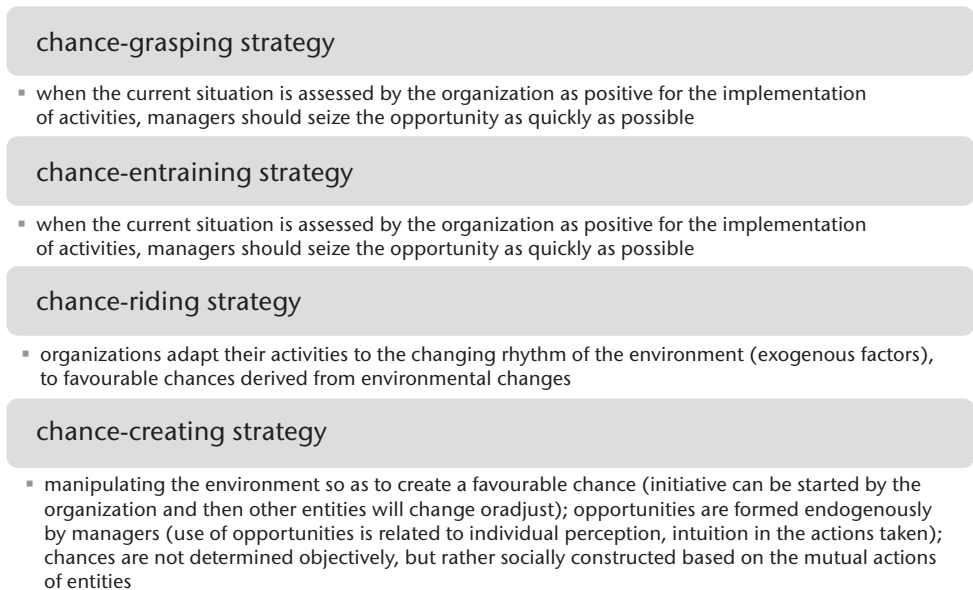 chance-grasping strategy
▪ when the current situation is assessed by the organization as positive for the implementation
of activities, managers should seize the opportunity as quickly as possible
chance-entraining strategy
▪ when the current situation is assessed by the organization as positive for the implementation
of activities, managers should seize the opportunity as quickly as possible
chance-riding strategy
▪ organizations adapt their activities to the changing rhythm of the environment (exogenous factors),
to favourable chances derived from environmental changes
chance-creating strategy
▪ manipulating the environment so as to create a favourable chance (initiative can be started by the
organization and then other entities will change oradjust); opportunities are formed endogenously
by managers (use of opportunities is related to individual perception, intuition in the actions taken);
chances are not determined objectively, but rather socially constructed based on the mutual actions
of entities